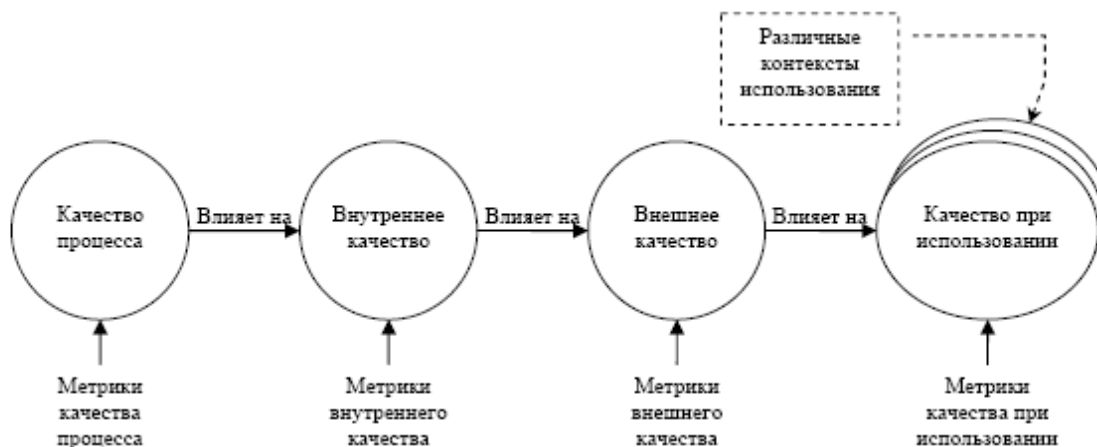 Различные
контексты
использования
Качество
процесса
Влияет на
Внутреннее
качество
Влияет на
Внешнее
качество
Влияет на
Качество при
использовании
Метрики
качества
процесса
Метрики
внутреннего
качества
Метрики
внешнего
качества
Метрики
качества при
использовании